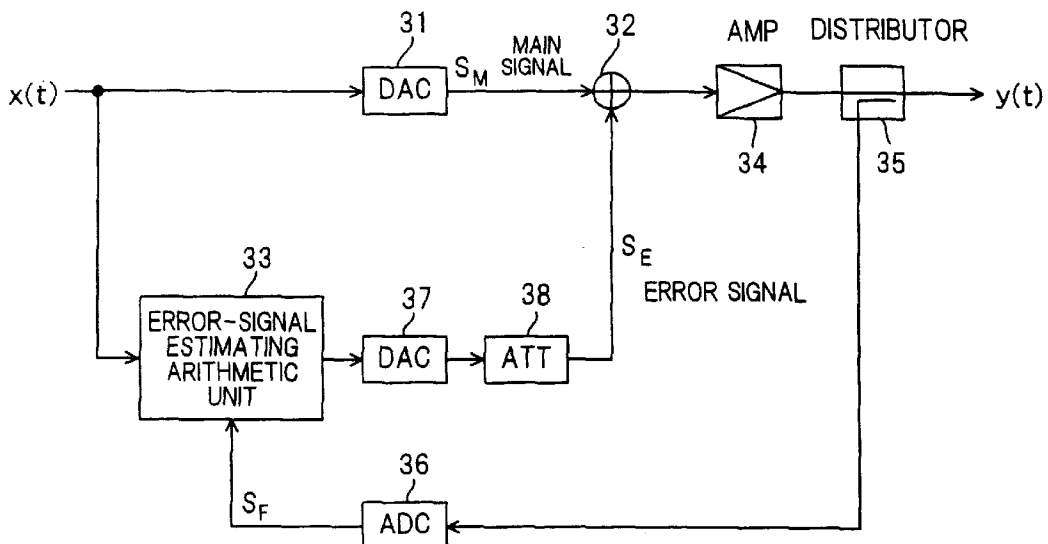 31
32
AMP
DISTRIBUTOR
x(t)
DAC
S_M
MAIN
SIGNAL
y(t)
34
35
33
ERROR-SIGNAL
ESTIMATING
ARITHMETIC
UNIT
37
DAC
38
ATT
S_E
ERROR SIGNAL
36
S_F
ADC